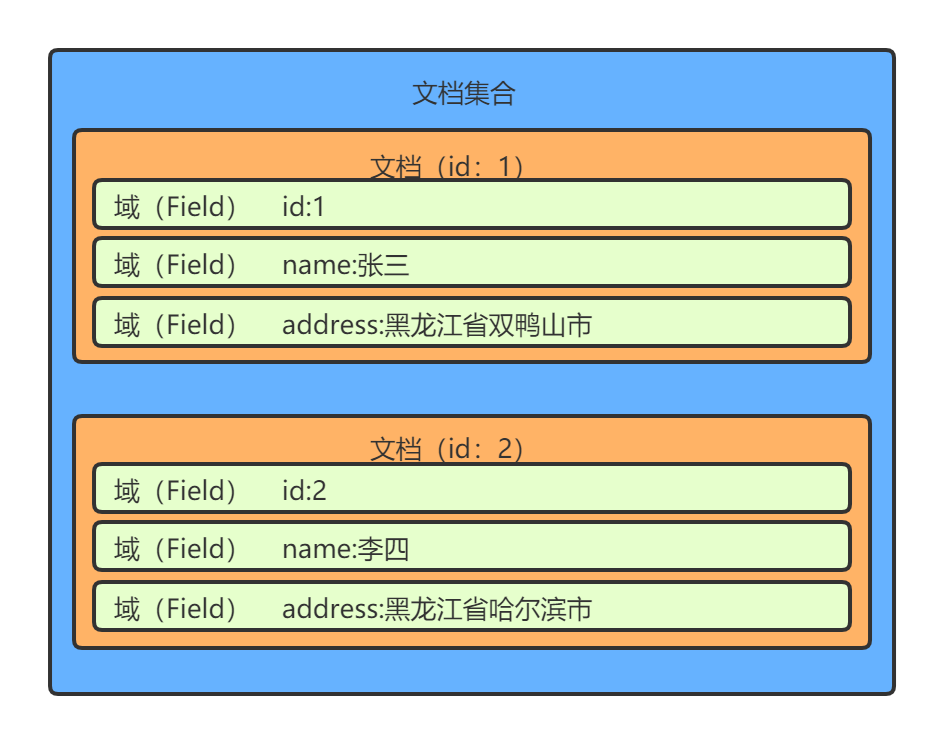 文档集合
文档（id：1）
域（Field） id:1
域（Field） name:张三
域（Field） address:黑龙江省双鸭山市
文档（id：2）
域（Field） id:2
域（Field） name:李四
域（Field） address:黑龙江省哈尔滨市